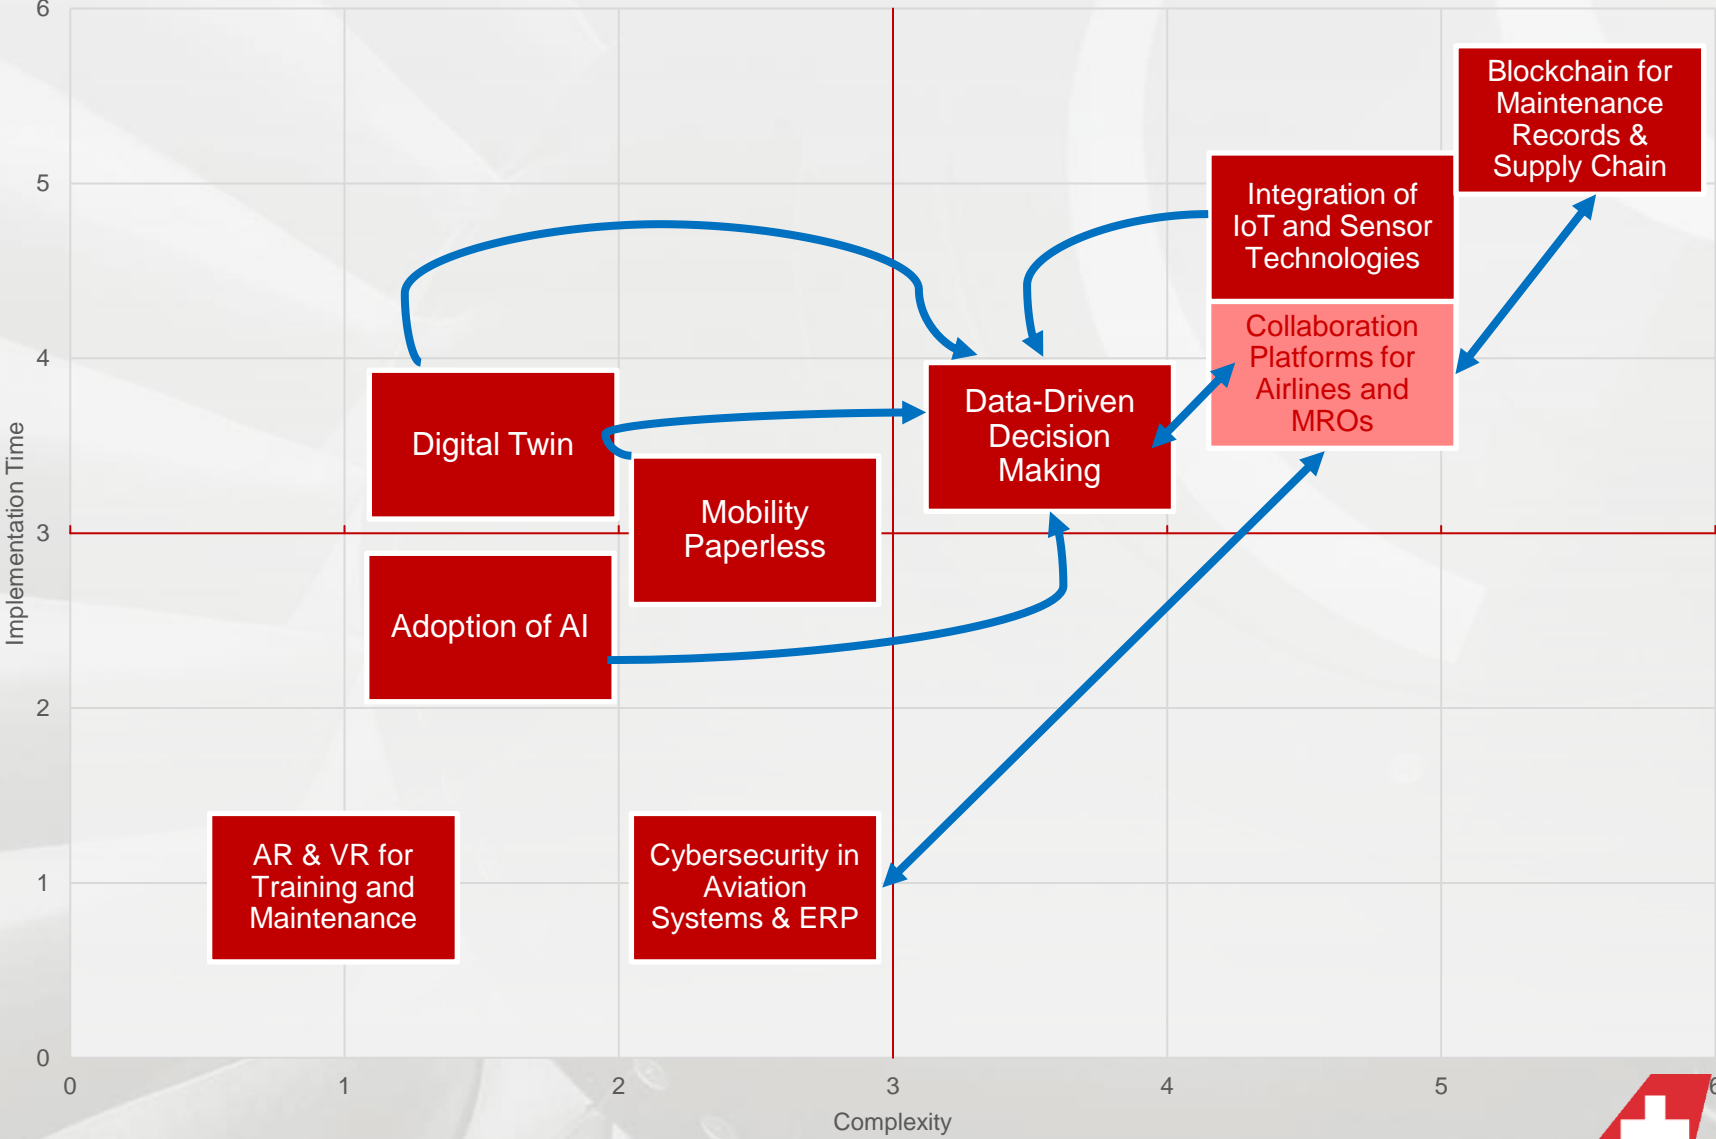 6
5
4
3
2
1
0
Implementation Time
Blockchain for
Maintenance
Records &
Supply Chain
Integration of
IoT and Sensor
Technologies
Collaboration
Platforms for
Airlines and
MROs
Data-Driven
Decision
Making
Digital Twin
Mobility
Paperless
Adoption of AI
AR & VR for
Training and
Maintenance
Cybersecurity in
Aviation
Systems & ERP
0 1 2 3 4 5 6
Complexity